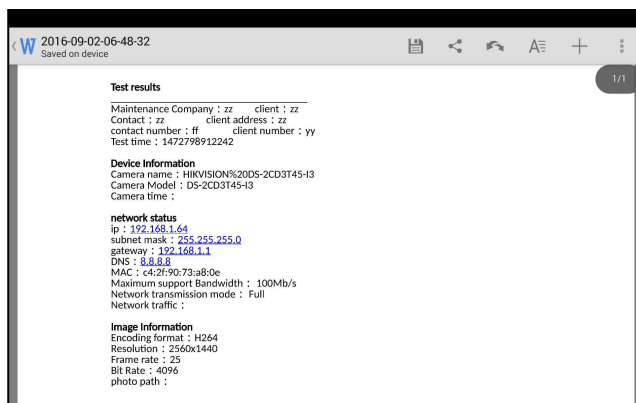 2016-09-02-06-48-32
Saved on device
1/1
Test results
Maintenance Company：zz client：zz
Contact：zz client address：zz
contact number：ff client number：yy
Test time：1472798912242
Device Information
Camera name：HIKVISION%20DS-2CD3T45-I3
Camera Model：DS-2CD3T45-I3
Camera time：
network status
ip：192.168.1.64
subnet mask：255.255.255.0
gateway：192.168.1.1
DNS：8.8.8.8
MAC：c4:2f:90:73:a8:0e
Maximum support Bandwidth：100Mb/s
Network transmission mode：Full
Network traffic：
Image Information
Encoding format：H264
Resolution：2560x1440
Frame rate：25
Bit Rate：4096
photo path：